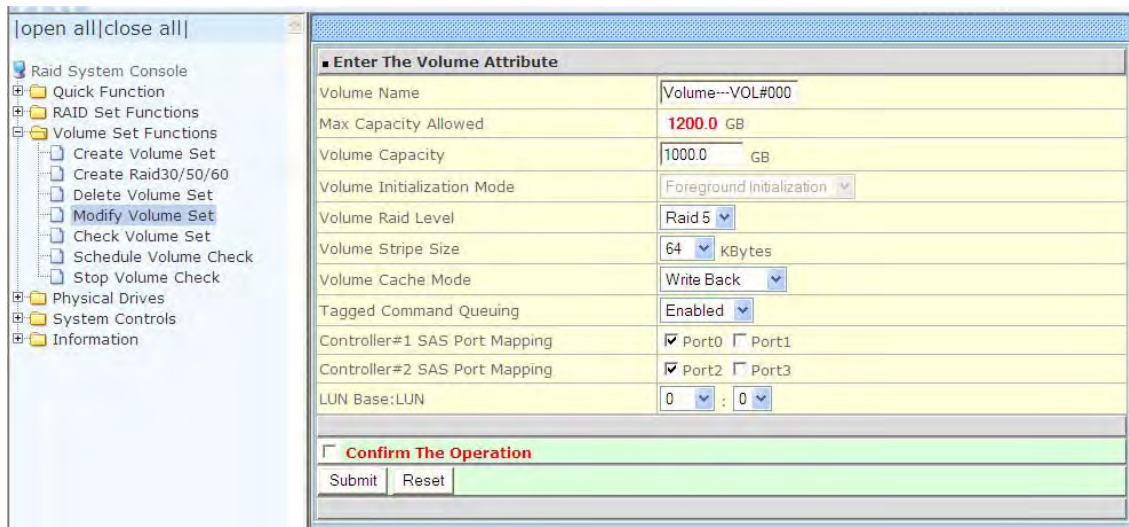 |open all|close all|
Raid System Console
Quick Function
RAID Set Functions
Volume Set Functions
Create Volume Set
Create Raid30/50/60
Delete Volume Set
Modify Volume Set
Check Volume Set
Schedule Volume Check
Stop Volume Check
Physical Drives
System Controls
Information
Enter The Volume Attribute
Volume Name Volume---VOL#000
Max Capacity Allowed 1200.0 GB
Volume Capacity 1000.0 GB
Volume Initialization Mode Foreground Initialization
Volume Raid Level Raid 5
Volume Stripe Size 64 KBytes
Volume Cache Mode Write Back
Tagged Command Queuing Enabled
Controller#1 SAS Port Mapping Port0 Port1
Controller#2 SAS Port Mapping Port2 Port3
LUN Base:LUN 0 : 0
Confirm The Operation
Submit Reset